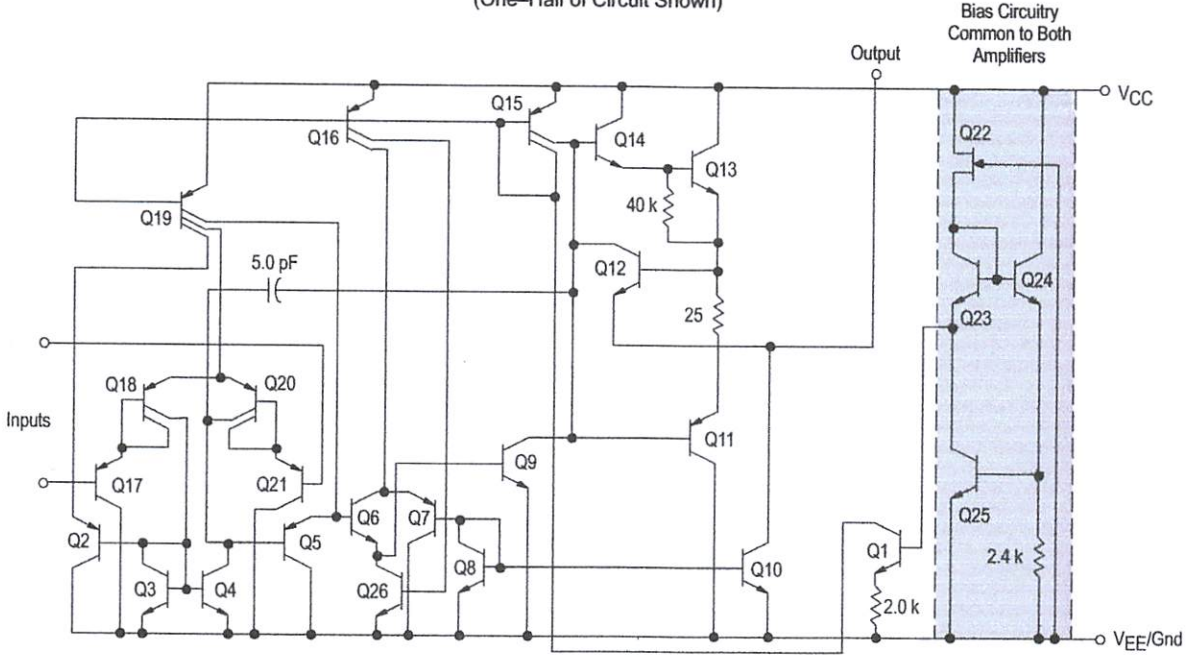 (One–Half of Circuit Shown)
Bias Circuitry
Common to Both
Amplifiers
Output
VCC
Q15
Q16
Q14
Q22
Q13
Q19
40 k
5.0 pF
Q12
Q24
Q23
25
Q18
Q20
Inputs
Q11
Q9
Q17
Q21
Q25
Q2
Q5
Q6
Q7
Q1
2.4 k
Q3
Q4
Q26
Q8
Q10
2.0 k
VEE/Gnd